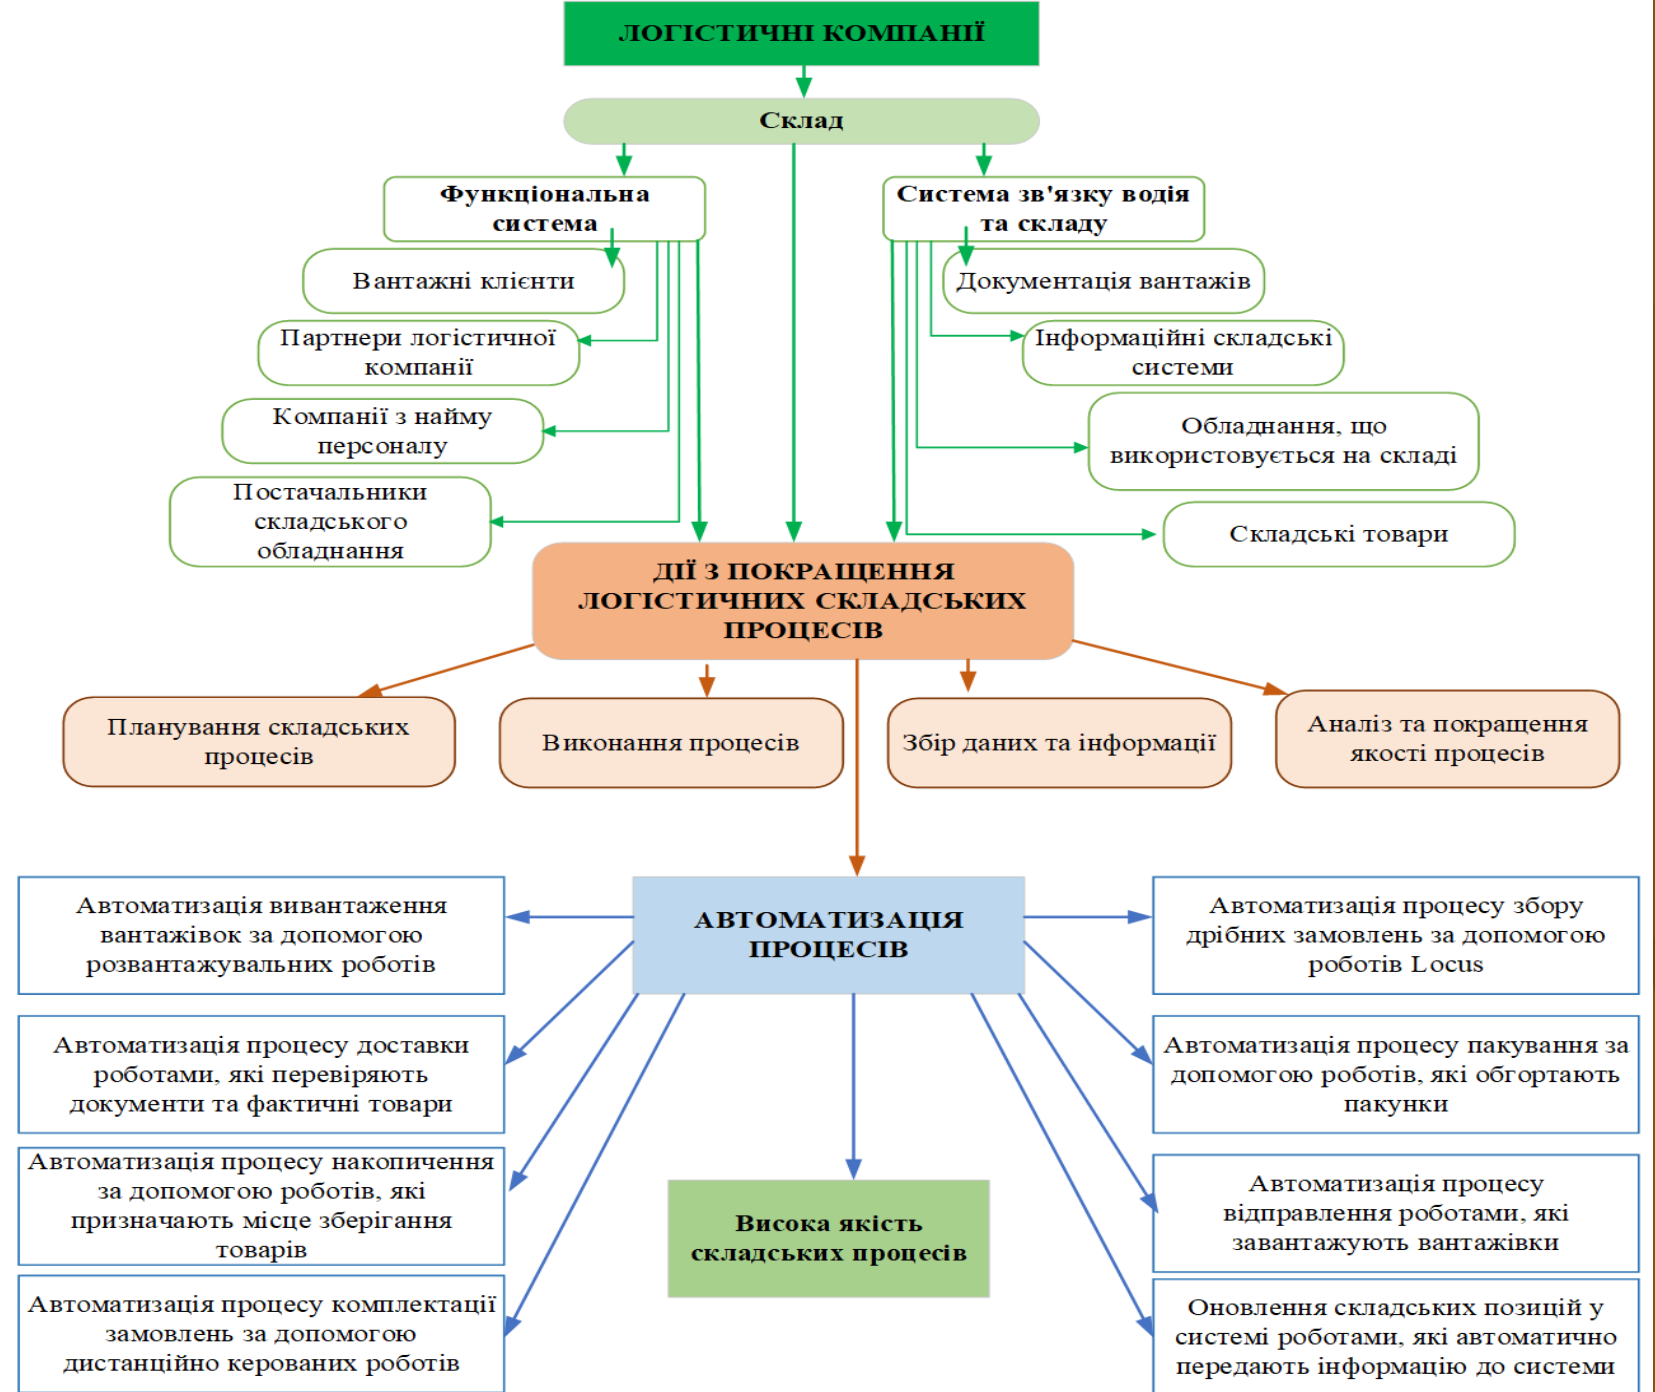 ЛОГІСТИЧНІ КОМПАНІЇ
Склад
Функціональна
система
Система зв'язку водія
та складу
Вантажні клієнти
Документація вантажів
Партнери логістичної
компанії
Інформаційні складські
системи
Компанії з найму
персоналу
Обладнання, що
використовується на складі
Постачальники
складського
обладнання
Складські товари
ДІЇ З ПОКРАЩЕННЯ
ЛОГІСТИЧНИХ СКЛАДСЬКИХ
ПРОЦЕСІВ
Планування складських
процесів
Виконання процесів
Збір даних та інформації
Аналіз та покращення
якості процесів
Автоматизація вивантаження
вантажівок за допомогою
розвантажувальних роботів
АВТОМАТИЗАЦІЯ
ПРОЦЕСІВ
Автоматизація процесу збору
дрібних замовлень за допомогою
роботів Locus
Автоматизація процесу доставки
роботами, які перевіряють
документи та фактичні товари
Автоматизація процесу пакування за
допомогою роботів, які обгортають
пакунки
Автоматизація процесу накопичення
за допомогою роботів, які
призначають місце зберігання
товарів
Висока якість
складських процесів
Автоматизація процесу
відправлення роботами, які
завантажують вантажівки
Автоматизація процесу комплектації
замовлень за допомогою
дистанційно керованих роботів
Оновлення складських позицій у
системі роботами, які автоматично
передають інформацію до системи